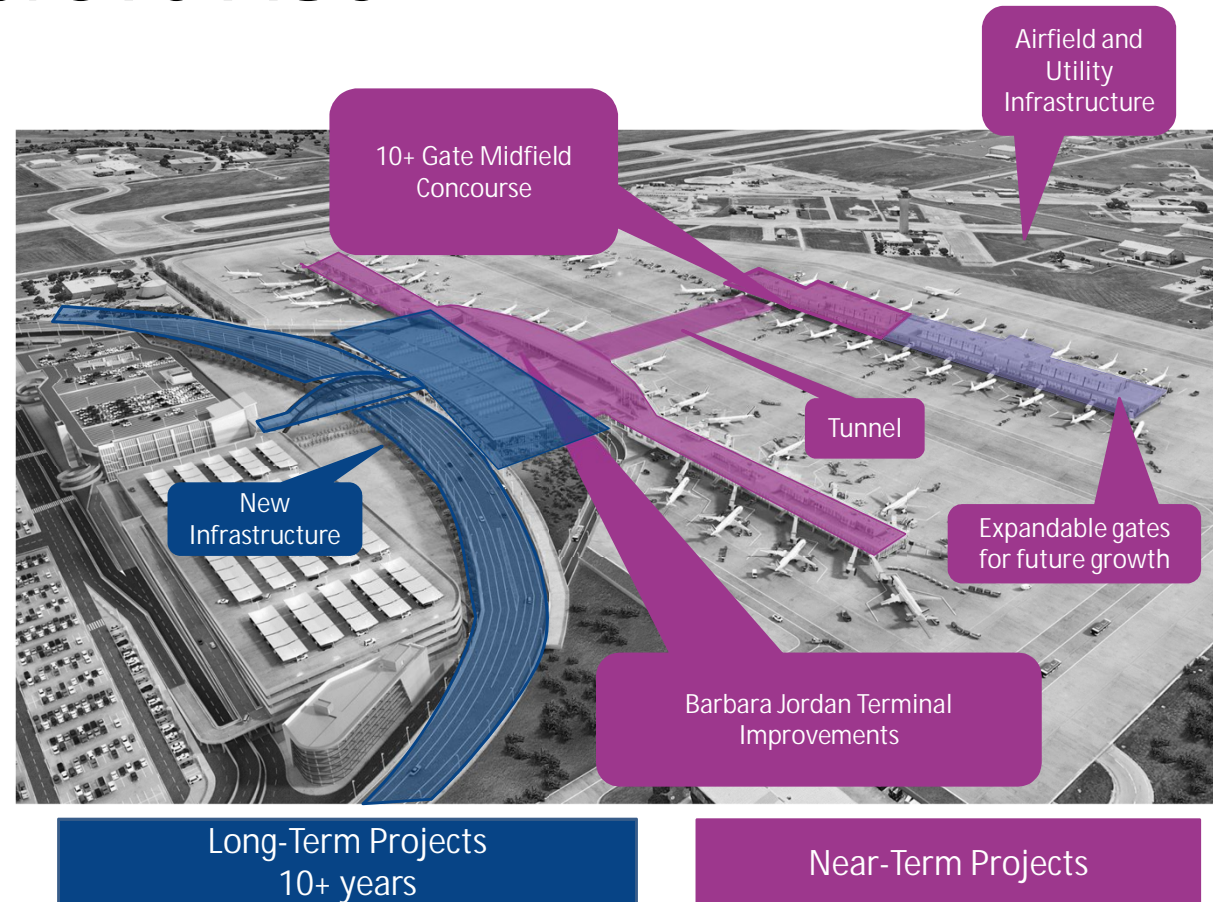 Airfield and
Utility
Infrastructure
10+ Gate Midfield
Concourse
Tunnel
New
Infrastructure
Expandable gates
for future growth
Barbara Jordan Terminal
Improvements
Long-Term Projects
10+ years
Near-Term Projects